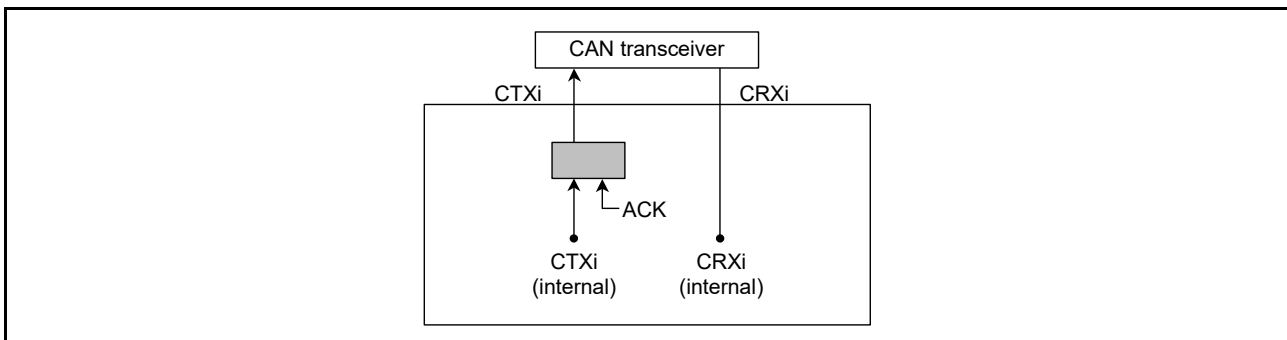 CAN transceiver
CTXi
CRXi
ACK
CTXi
(internal)
CRXi
(internal)